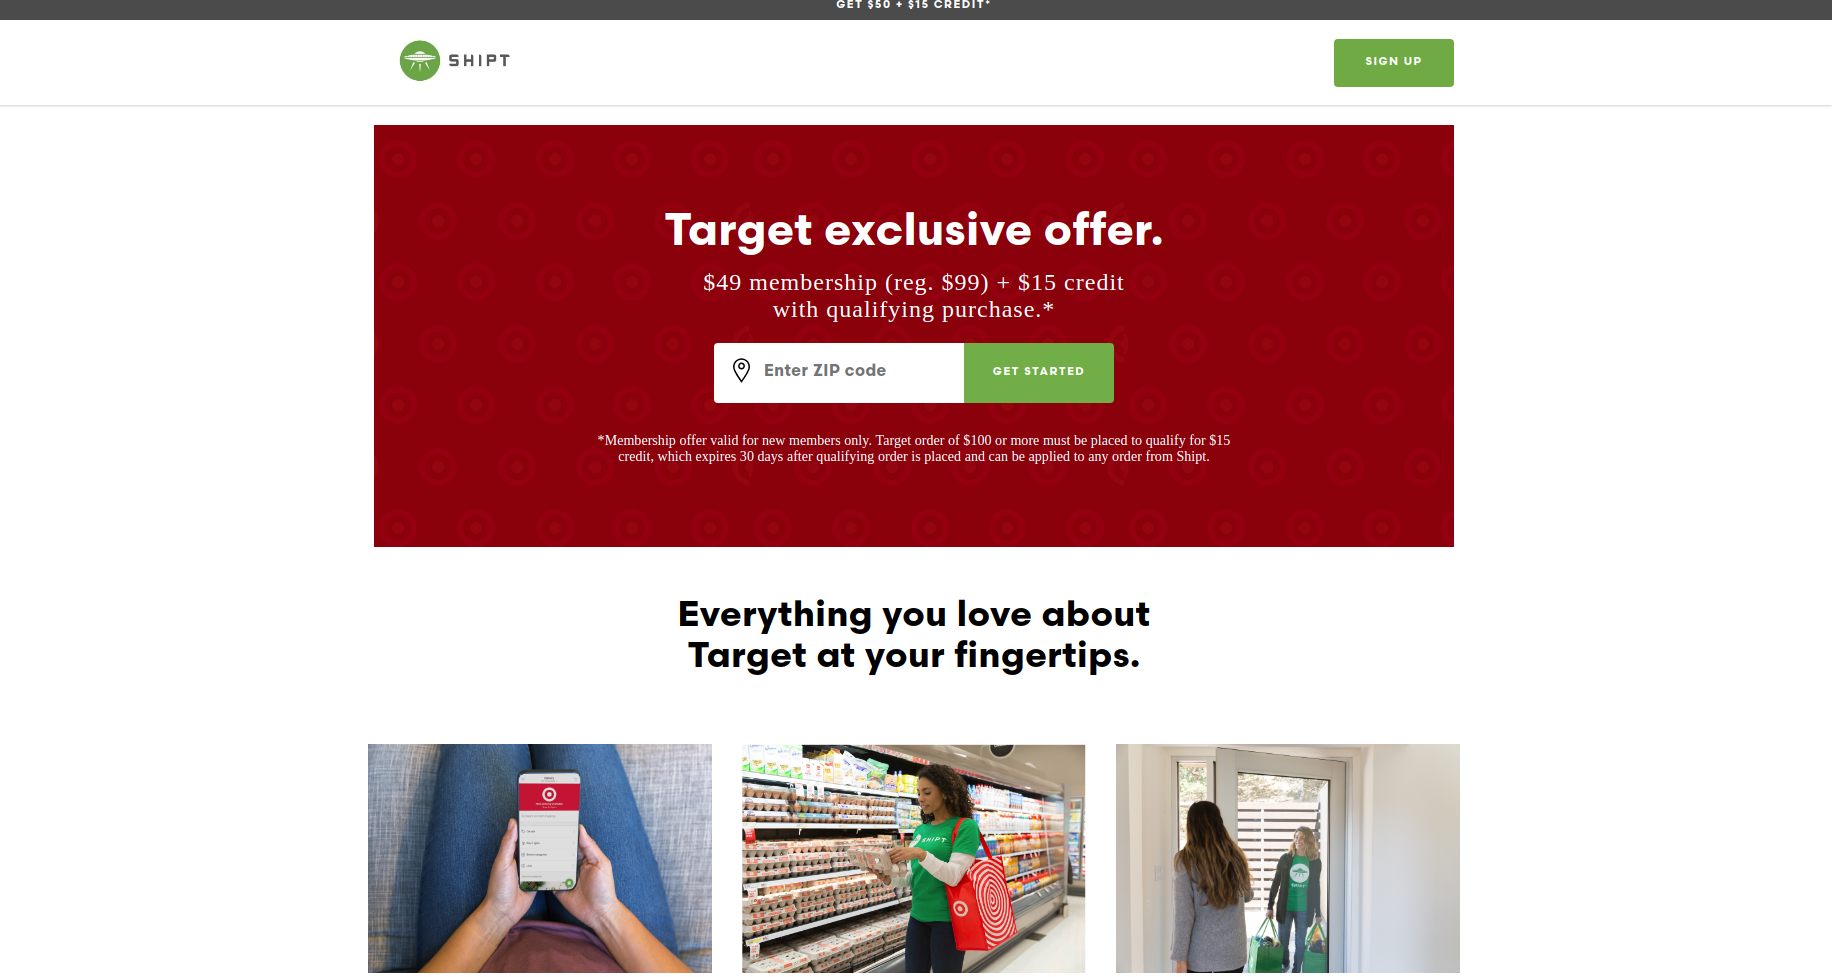 GET $50 + $15 CREDIT*
SHIPT
SIGN UP
Target exclusive offer.
$49 membership (reg. $99) + $15 credit
with qualifying purchase.*
Enter ZIP code
GET STARTED
*Membership offer valid for new members only. Target order of $100 or more must be placed to qualify for $15
credit, which expires 30 days after qualifying order is placed and can be applied to any order from Shipt.
Everything you love about
Target at your fingertips.
SHIPT